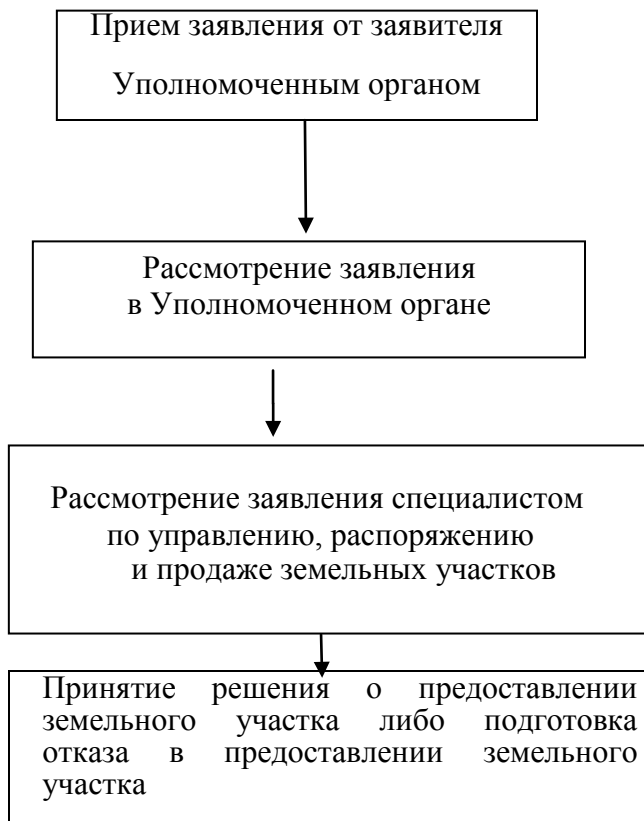 Прием заявления от заявителя
Уполномоченным органом
Рассмотрение заявления
в Уполномоченном органе
Рассмотрение заявления специалистом
по управлению, распоряжению
и продаже земельных участков
Принятие решения о предоставлении
земельного участка либо подготовка
отказа в предоставлении земельного
участка